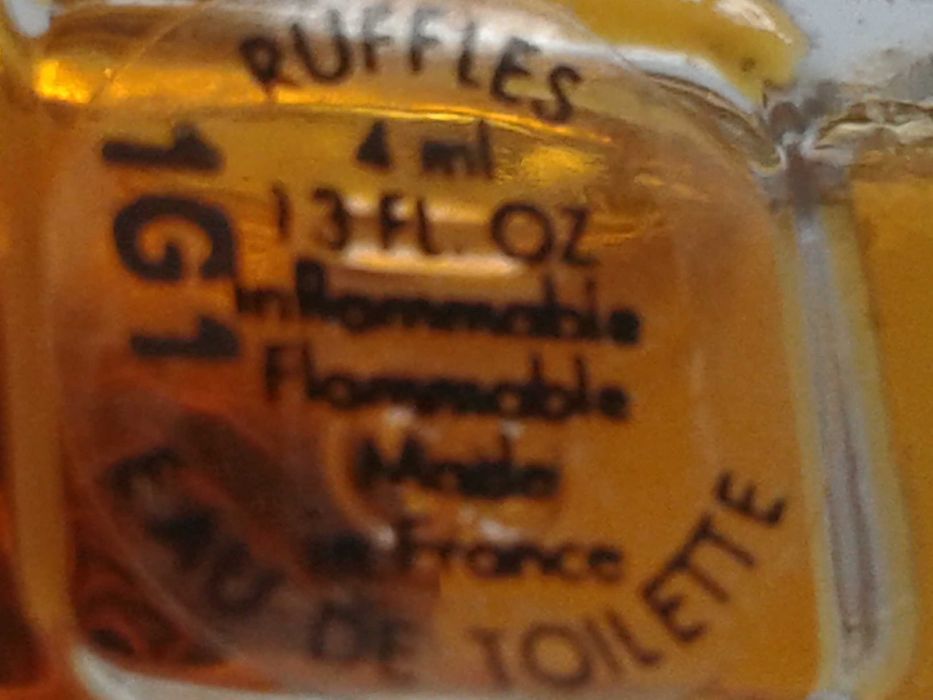 RUFFLES
4 ml
13 FL. OZ
Inflammable
Flammable
Made
in France
EAU DE TOILETTE
1G1